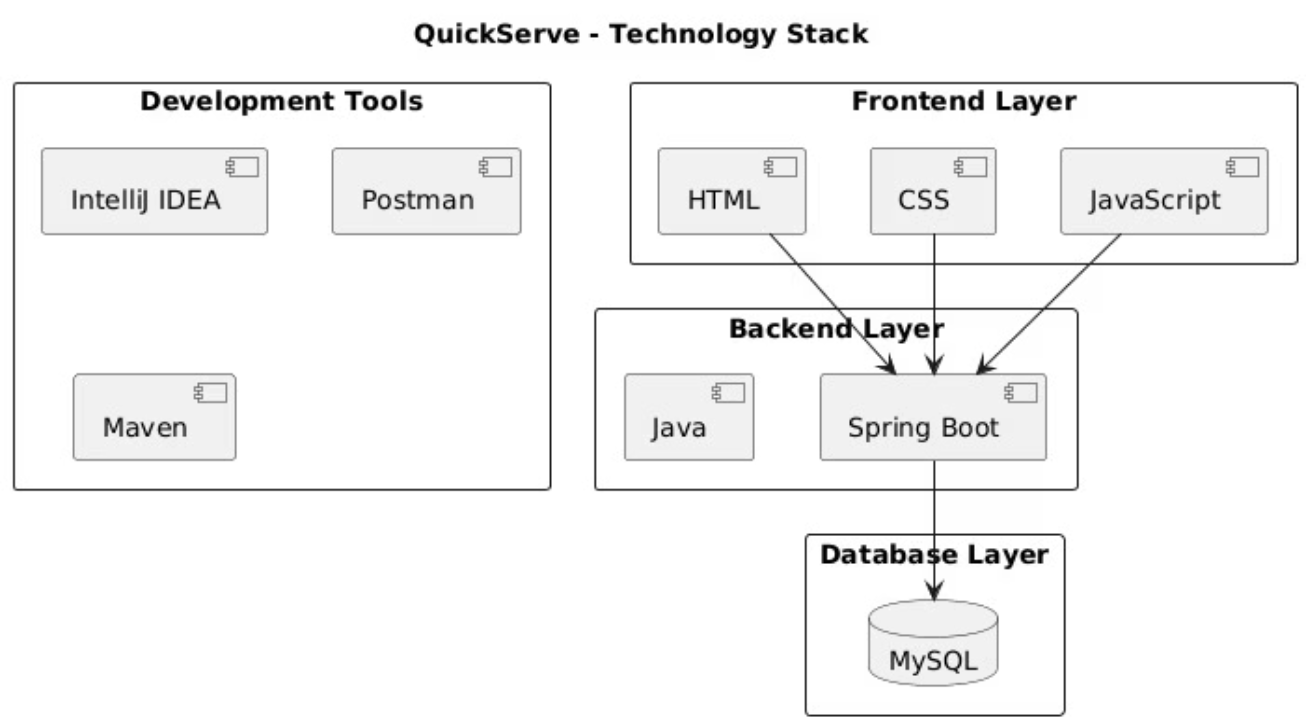 QuickServe - Technology Stack
Development Tools
IntelliJ IDEA
Postman
Maven
Frontend Layer
HTML
CSS
JavaScript
Backend Layer
Java
Spring Boot
Database Layer
MySQL